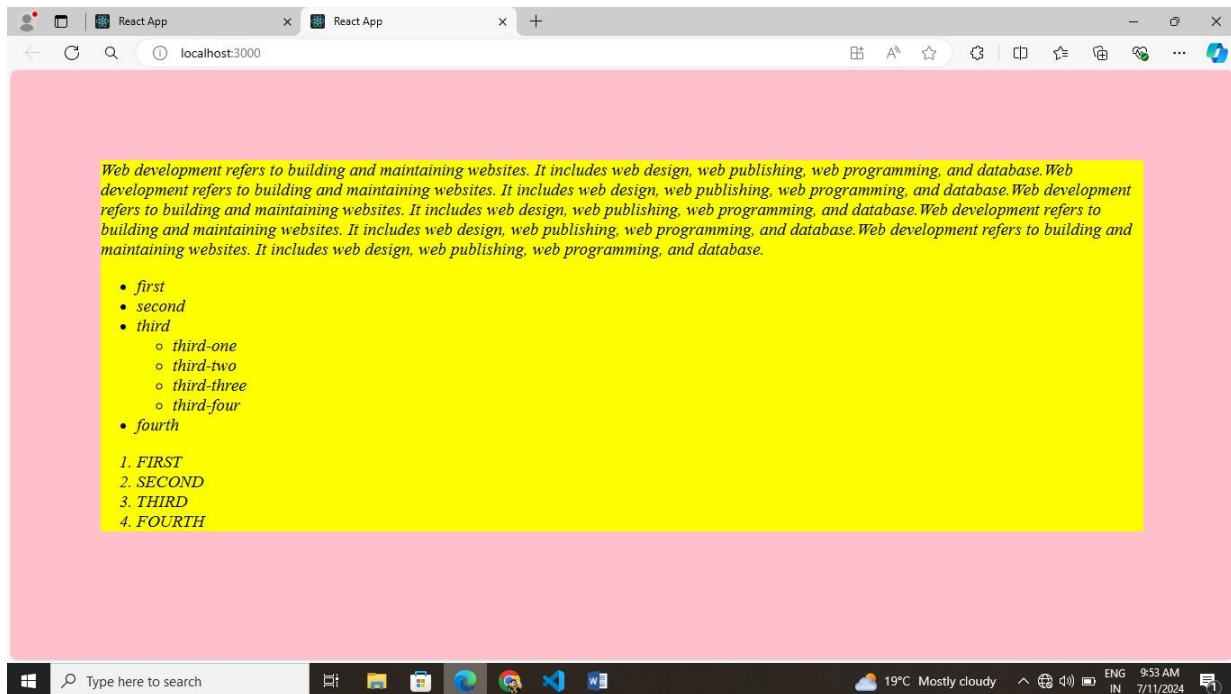 React App
React App
localhost:3000
Web development refers to building and maintaining websites. It includes web design, web publishing, web programming, and database.Web
development refers to building and maintaining websites. It includes web design, web publishing, web programming, and database.Web development
refers to building and maintaining websites. It includes web design, web publishing, web programming, and database.Web development refers to
building and maintaining websites. It includes web design, web publishing, web programming, and database.Web development refers to building and
maintaining websites. It includes web design, web publishing, web programming, and database.
• first
• second
• third
◦ third-one
◦ third-two
◦ third-three
◦ third-four
• fourth
1. FIRST
2. SECOND
3. THIRD
4. FOURTH
Type here to search
19°C Mostly cloudy
ENG
IN
9:53 AM
7/11/2024